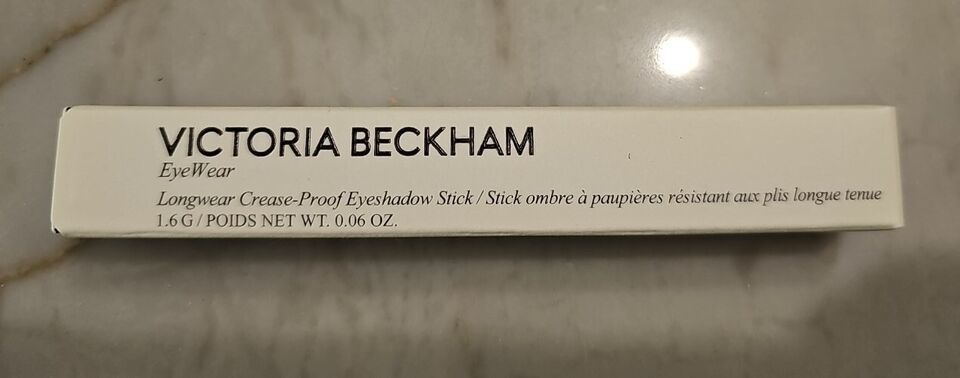 VICTORIA BECKHAM
EyeWear
Longwear Crease-Proof Eyeshadow Stick / Stick ombre à paupières résistant aux plis longue tenue
1.6 G / POIDS NET WT. 0.06 OZ.